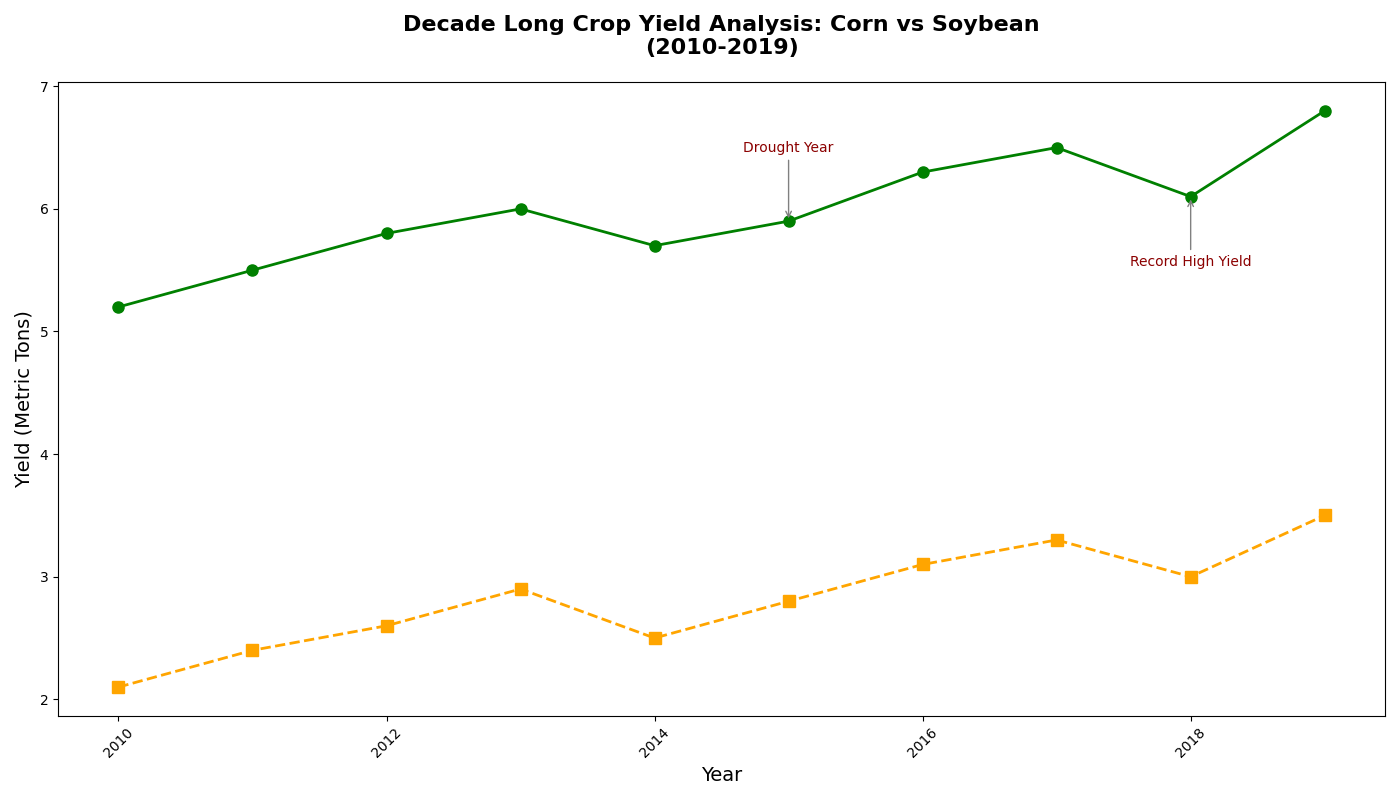 Decade Long Crop Yield Analysis: Corn vs Soybean
(2010-2019)
7
6
5
4
3
2
Yield (Metric Tons)
Drought Year
Record High Yield
2010
2012
2014
2016
2018
Year